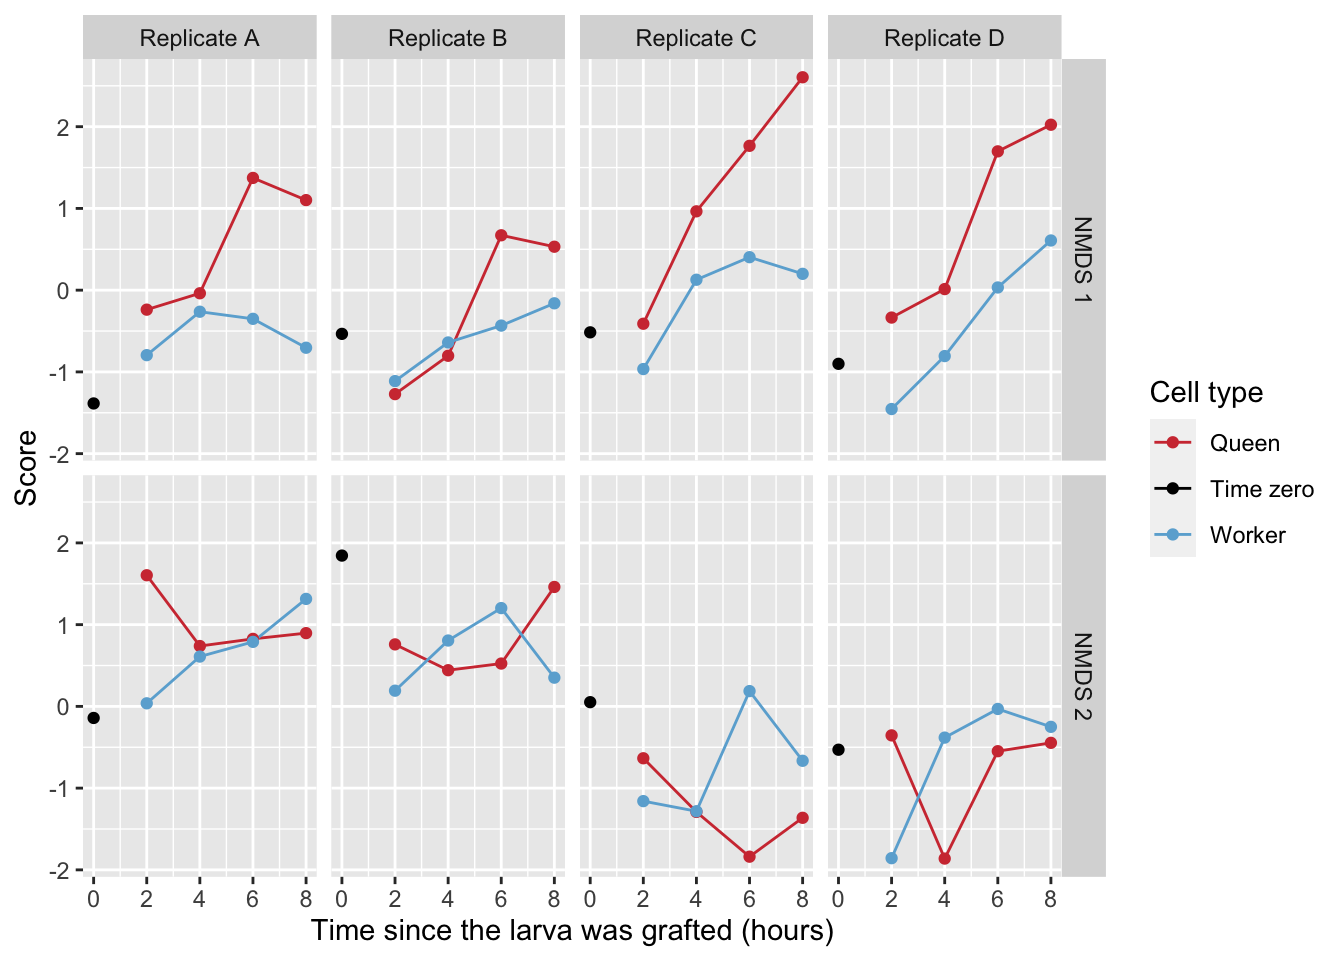 Replicate A
Replicate B
Replicate C
Replicate D
2
1
0
-1
-2
NMDS 1
2
1
0
-1
-2
NMDS 2
Score
0 2 4 6 8
0 2 4 6 8
0 2 4 6 8
0 2 4 6 8
Time since the larva was grafted (hours)
Cell type
Queen
Time zero
Worker